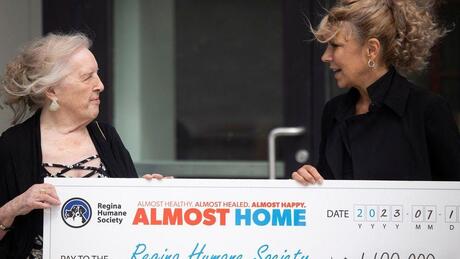 Regina
Humane
Society
ALMOST HEALTHY. ALMOST HEALED. ALMOST HAPPY.
ALMOST HOME
DATE 2023-07-1
Y Y Y Y M M D
PAY TO THE Regina Humane Society